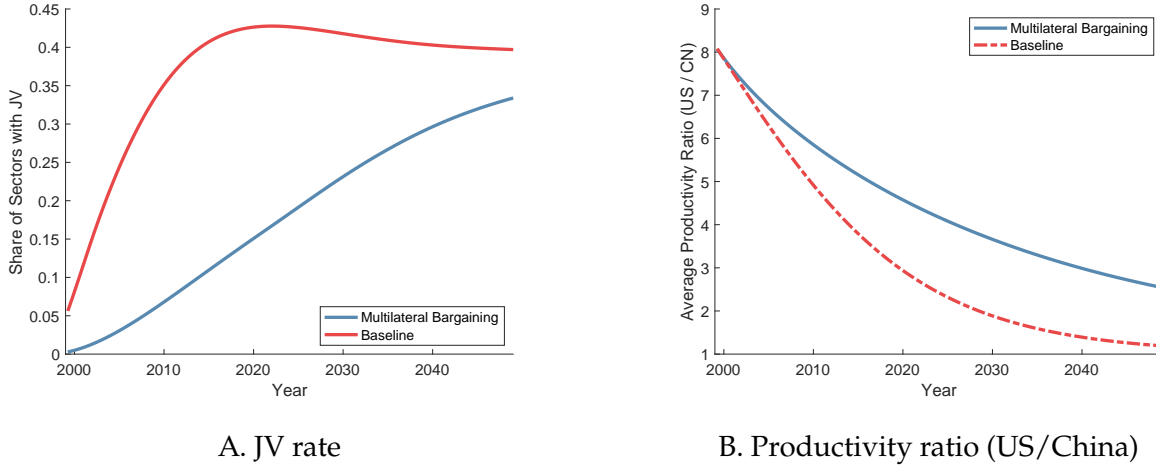 0.45
0.4
0.35
0.3
0.25
0.2
0.15
0.1
0.05
0
Share of Sectors with JV
2000
2010
2020
2030
2040
Year
Multilateral Bargaining
Baseline
A. JV rate
9
8
7
6
5
4
3
2
1
Average Productivity Ratio (US / CN)
2000
2010
2020
2030
2040
Year
Multilateral Bargaining
Baseline
B. Productivity ratio (US/China)